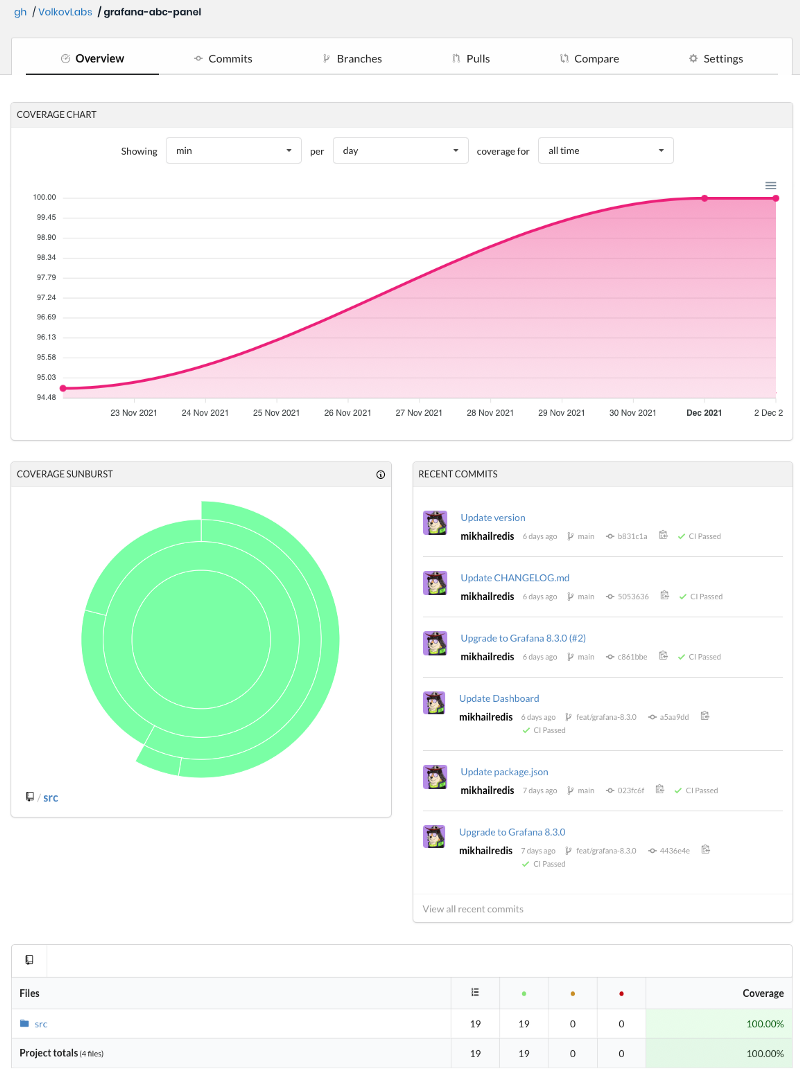 gh / VolkovLabs / grafana-abc-panel
Overview Commits Branches Pulls Compare Settings
COVERAGE CHART
Showing min per day coverage for all time
100.00
99.45
98.90
98.34
97.79
97.24
96.69
96.13
95.58
95.03
94.48
23 Nov 2021 24 Nov 2021 25 Nov 2021 26 Nov 2021 27 Nov 2021 28 Nov 2021 29 Nov 2021 30 Nov 2021 Dec 2021 2 Dec 2
COVERAGE SUNBURST
/ src
RECENT COMMITS
Update version
mikhailredis 6 days ago main b831c1a CI Passed
Update CHANGELOG.md
mikhailredis 6 days ago main 5053636 CI Passed
Upgrade to Grafana 8.3.0 (#2)
mikhailredis 6 days ago main c861bbe CI Passed
Update Dashboard
mikhailredis 6 days ago feat/grafana-8.3.0 a5aa9dd
CI Passed
Update package.json
mikhailredis 7 days ago main 023fc6f CI Passed
Upgrade to Grafana 8.3.0
mikhailredis 7 days ago feat/grafana-8.3.0 4436e4e
CI Passed
View all recent commits
Files Coverage
src 19 19 0 0 100.00%
Project totals (4 files) 19 19 0 0 100.00%